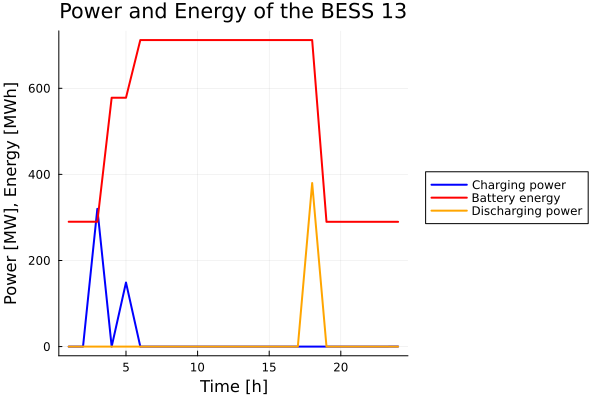 Power and Energy of the BESS 13
Power [MW], Energy [MWh]
600
400
200
0
5
10
15
20
Time [h]
Charging power
Battery energy
Discharging power